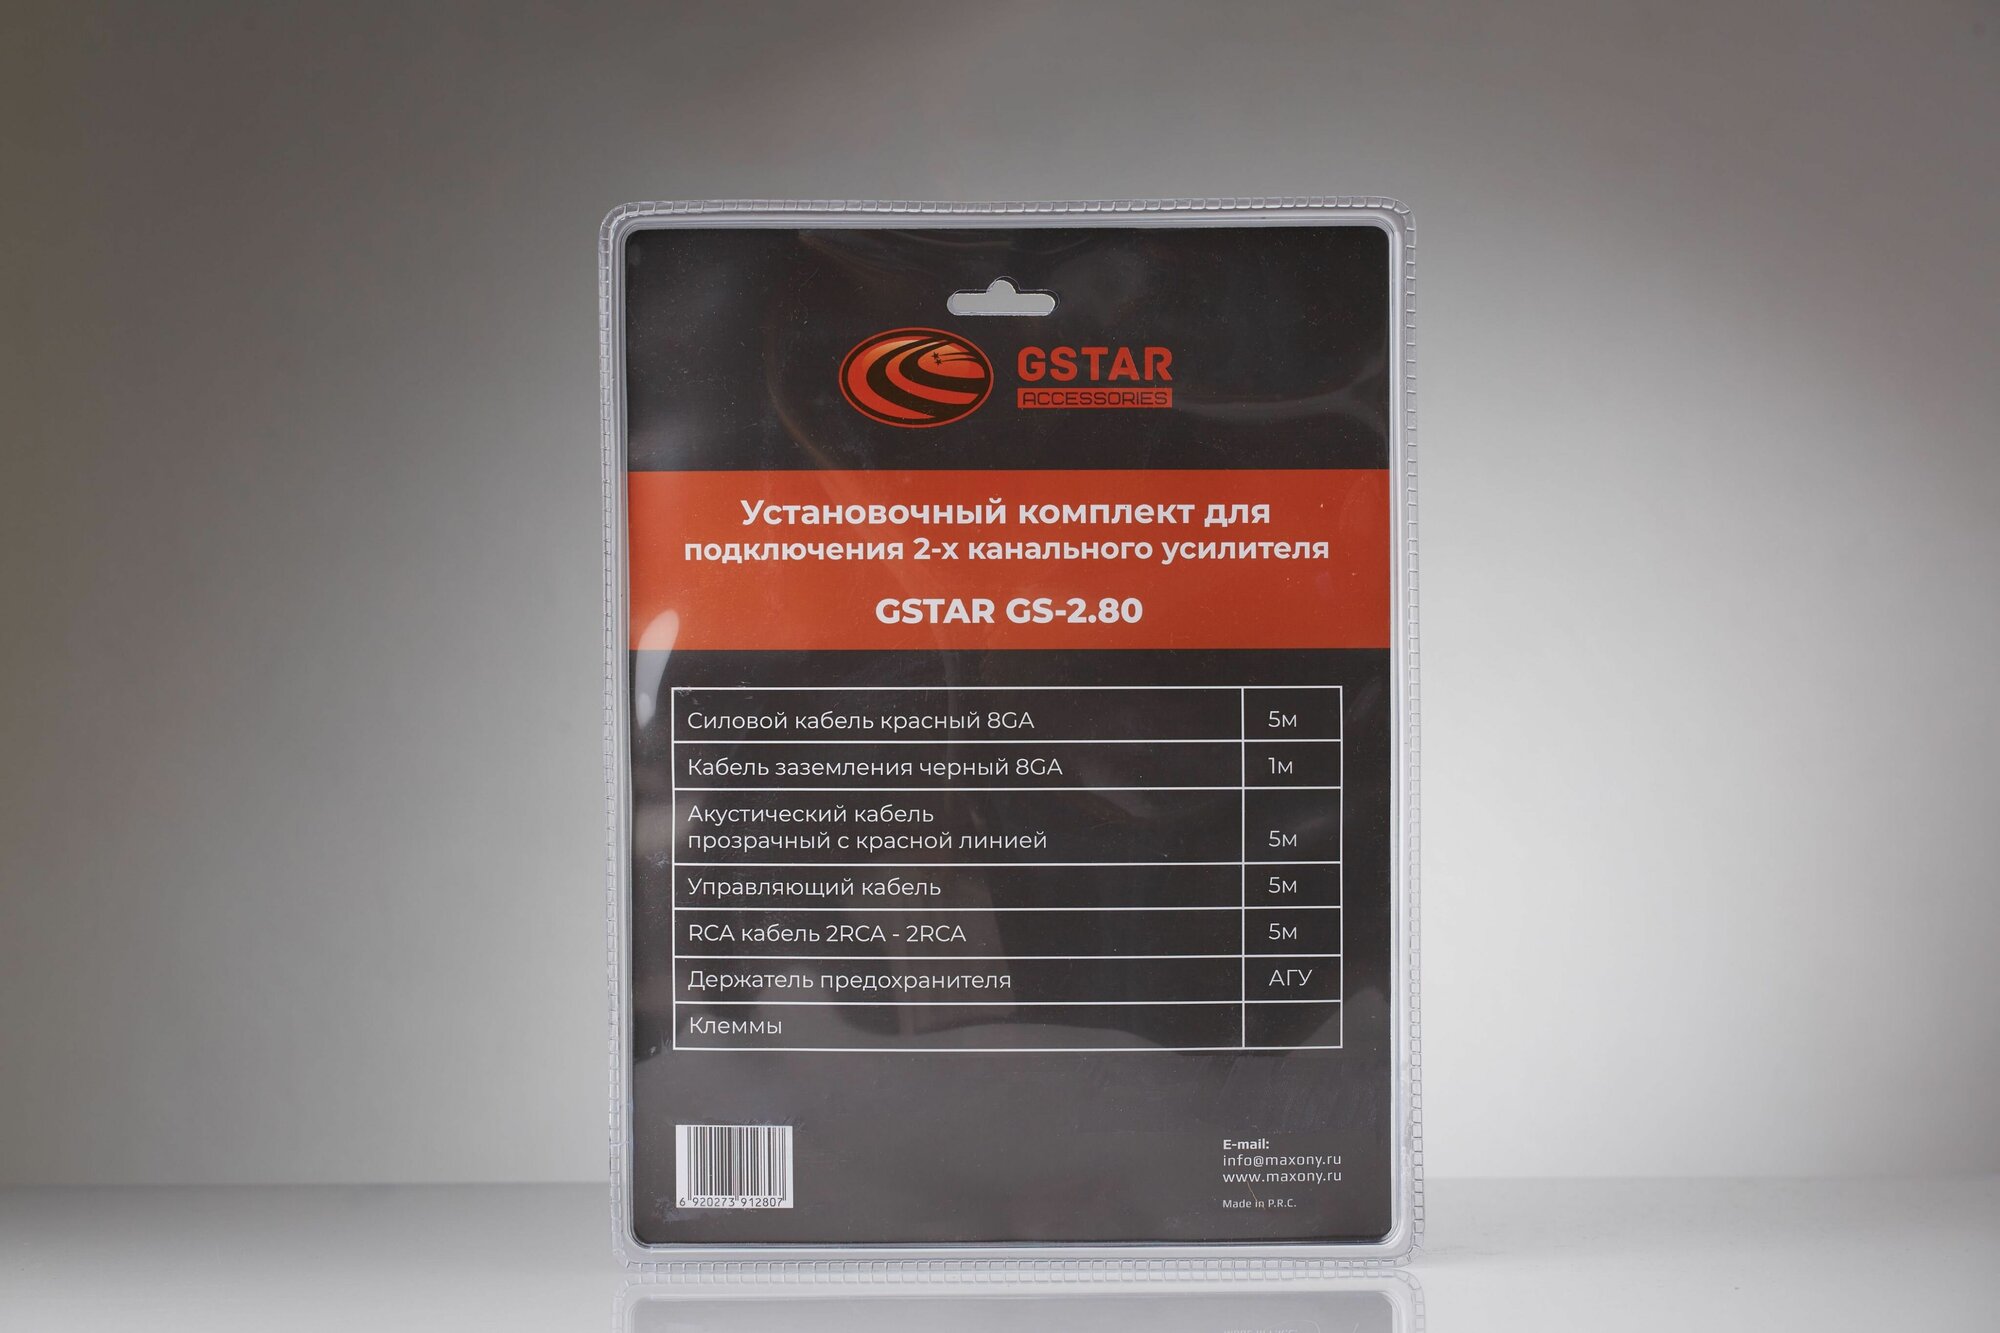 GSTAR
ACCESSORIES
Установочный комплект для
подключения 2-х канального усилителя
GSTAR GS-2.80
Силовой кабель красный 8GA 5м
Кабель заземления черный 8GA 1м
Акустический кабель
прозрачный с красной линией 5м
Управляющий кабель 5м
RCA кабель 2RCA - 2RCA 5м
Держатель предохранителя АГУ
Клеммы
6 920273 912807
E-mail:
info@maxony.ru
www.maxony.ru
Made in P.R.C.